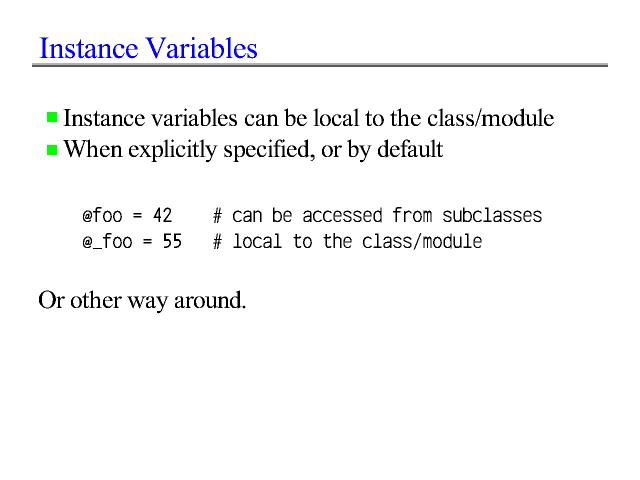 Instance Variables
Instance variables can be local to the class/module
When explicitly specified, or by default
@foo = 42 # can be accessed from subclasses
@_foo = 55 # local to the class/module
Or other way around.